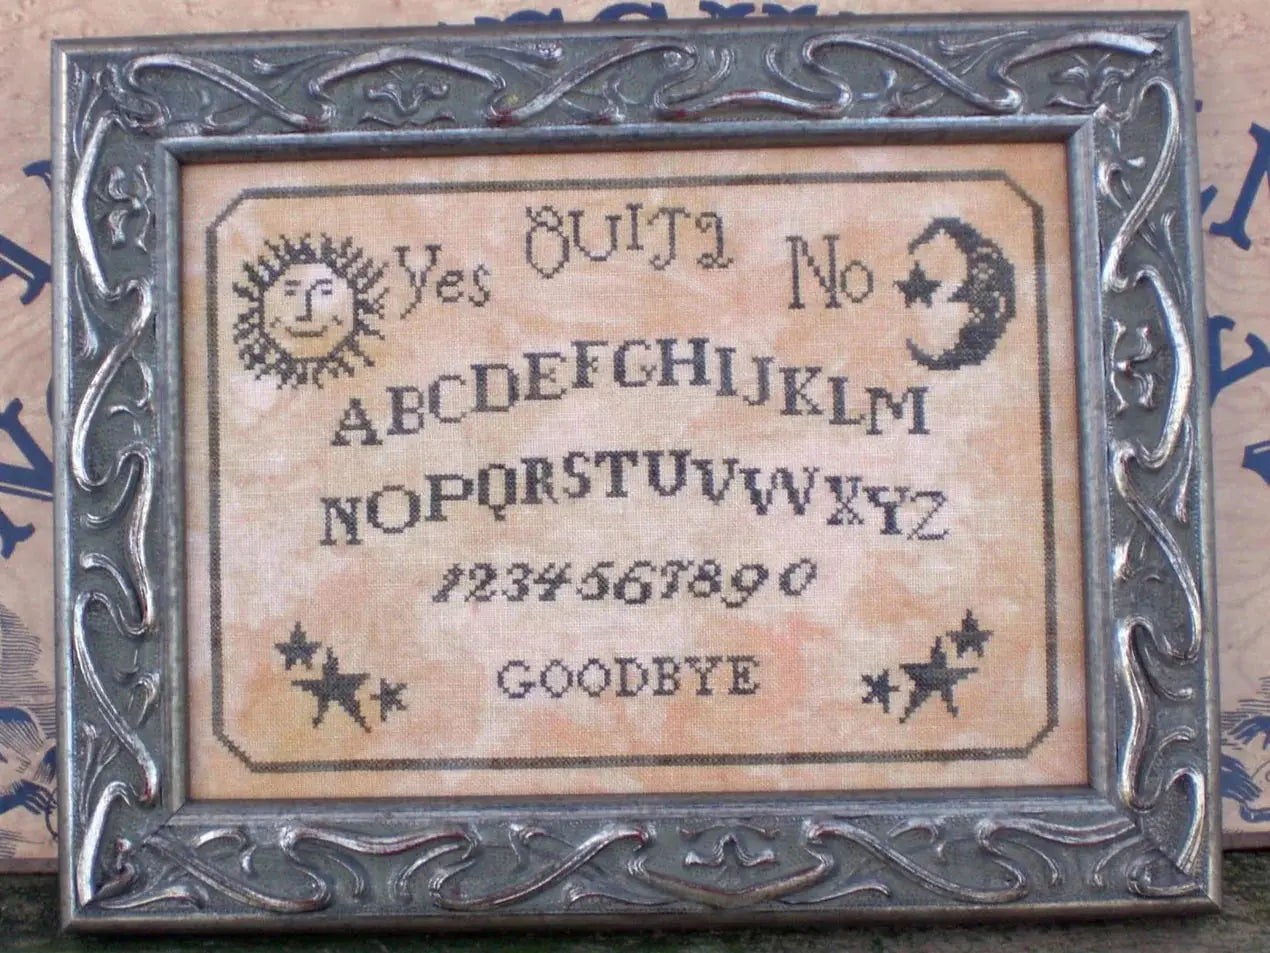 Yes OUIJA No
ABCDEFGHIJKLM
NOPQRSTUVWXYZ
1234567890
GOODBYE